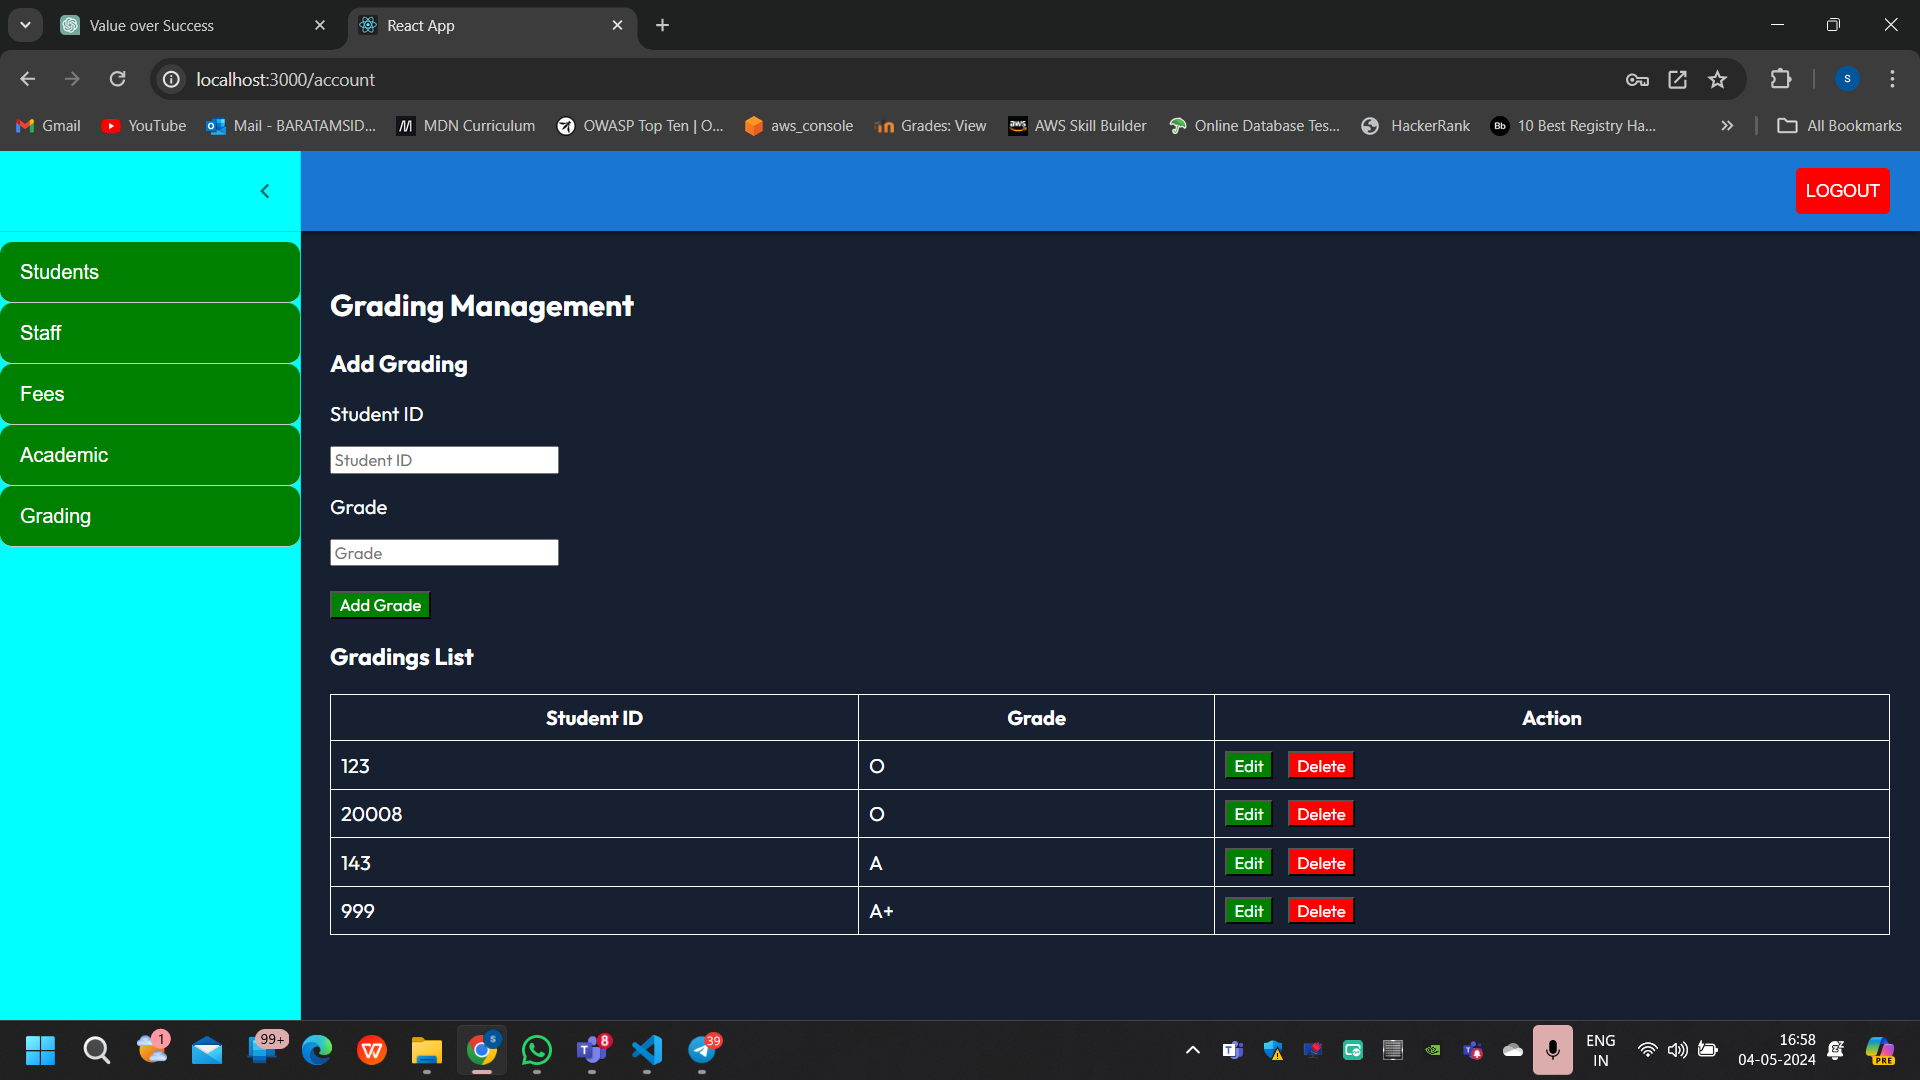 Value over Success
React App
localhost:3000/account
S
Gmail
YouTube
Mail - BARATAMSID...
MDN Curriculum
OWASP Top Ten | O...
aws_console
Grades: View
AWS Skill Builder
Online Database Tes...
HackerRank
10 Best Registry Ha...
All Bookmarks
LOGOUT
Students
Staff
Fees
Academic
Grading
Grading Management
Add Grading
Student ID
Student ID
Grade
Grade
Add Grade
Gradings List
Student ID Grade Action
123 O Edit Delete
20008 O Edit Delete
143 A Edit Delete
999 A+ Edit Delete
1
99+
8
39
ENG
IN
16:58
04-05-2024
PRE